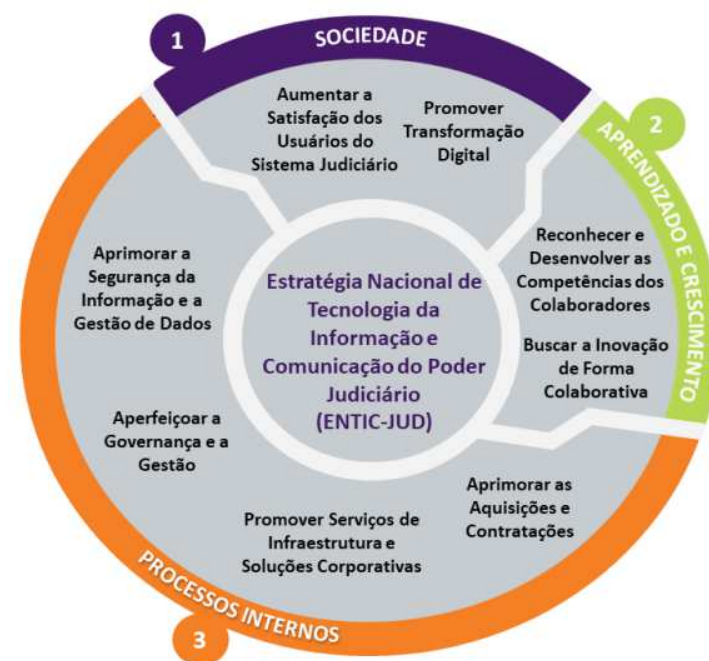 1
SOCIEDADE
Aumentar a
Satisfação dos
Usuários do
Sistema Judiciário
Promover
Transformação
Digital
2
APRENDIZADO E CRESCIMENTO
Reconhecer e
Desenvolver as
Competências dos
Colaboradores
Buscar a Inovação
de Forma
Colaborativa
Estratégia Nacional de
Tecnologia da
Informação e
Comunicação do Poder
Judiciário
(ENTIC-JUD)
Aprimorar a
Segurança da
Informação e a
Gestão de Dados
Aperfeiçoar a
Governança e a
Gestão
Promover Serviços de
Infraestrutura e
Soluções Corporativas
Aprimorar as
Aquisições e
Contratações
PROCESSOS INTERNOS
3